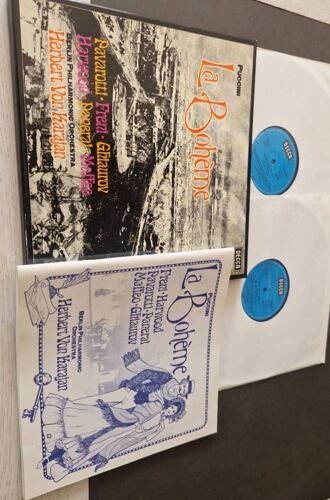 PUCCINI
La Bohème
Pavarotti · Freni · Ghiaurov
Harwood · Panerai · Maffeo
BERLIN PHILHARMONIC ORCHESTRA
Herbert Von Karajan
DECCA
PUCCINI
La Bohème
Freni · Harwood
Pavarotti · Panerai
Maffeo · Ghiaurov
BERLIN PHILHARMONIC
ORCHESTRA
Herbert Von Karajan
DECCA
DECCA